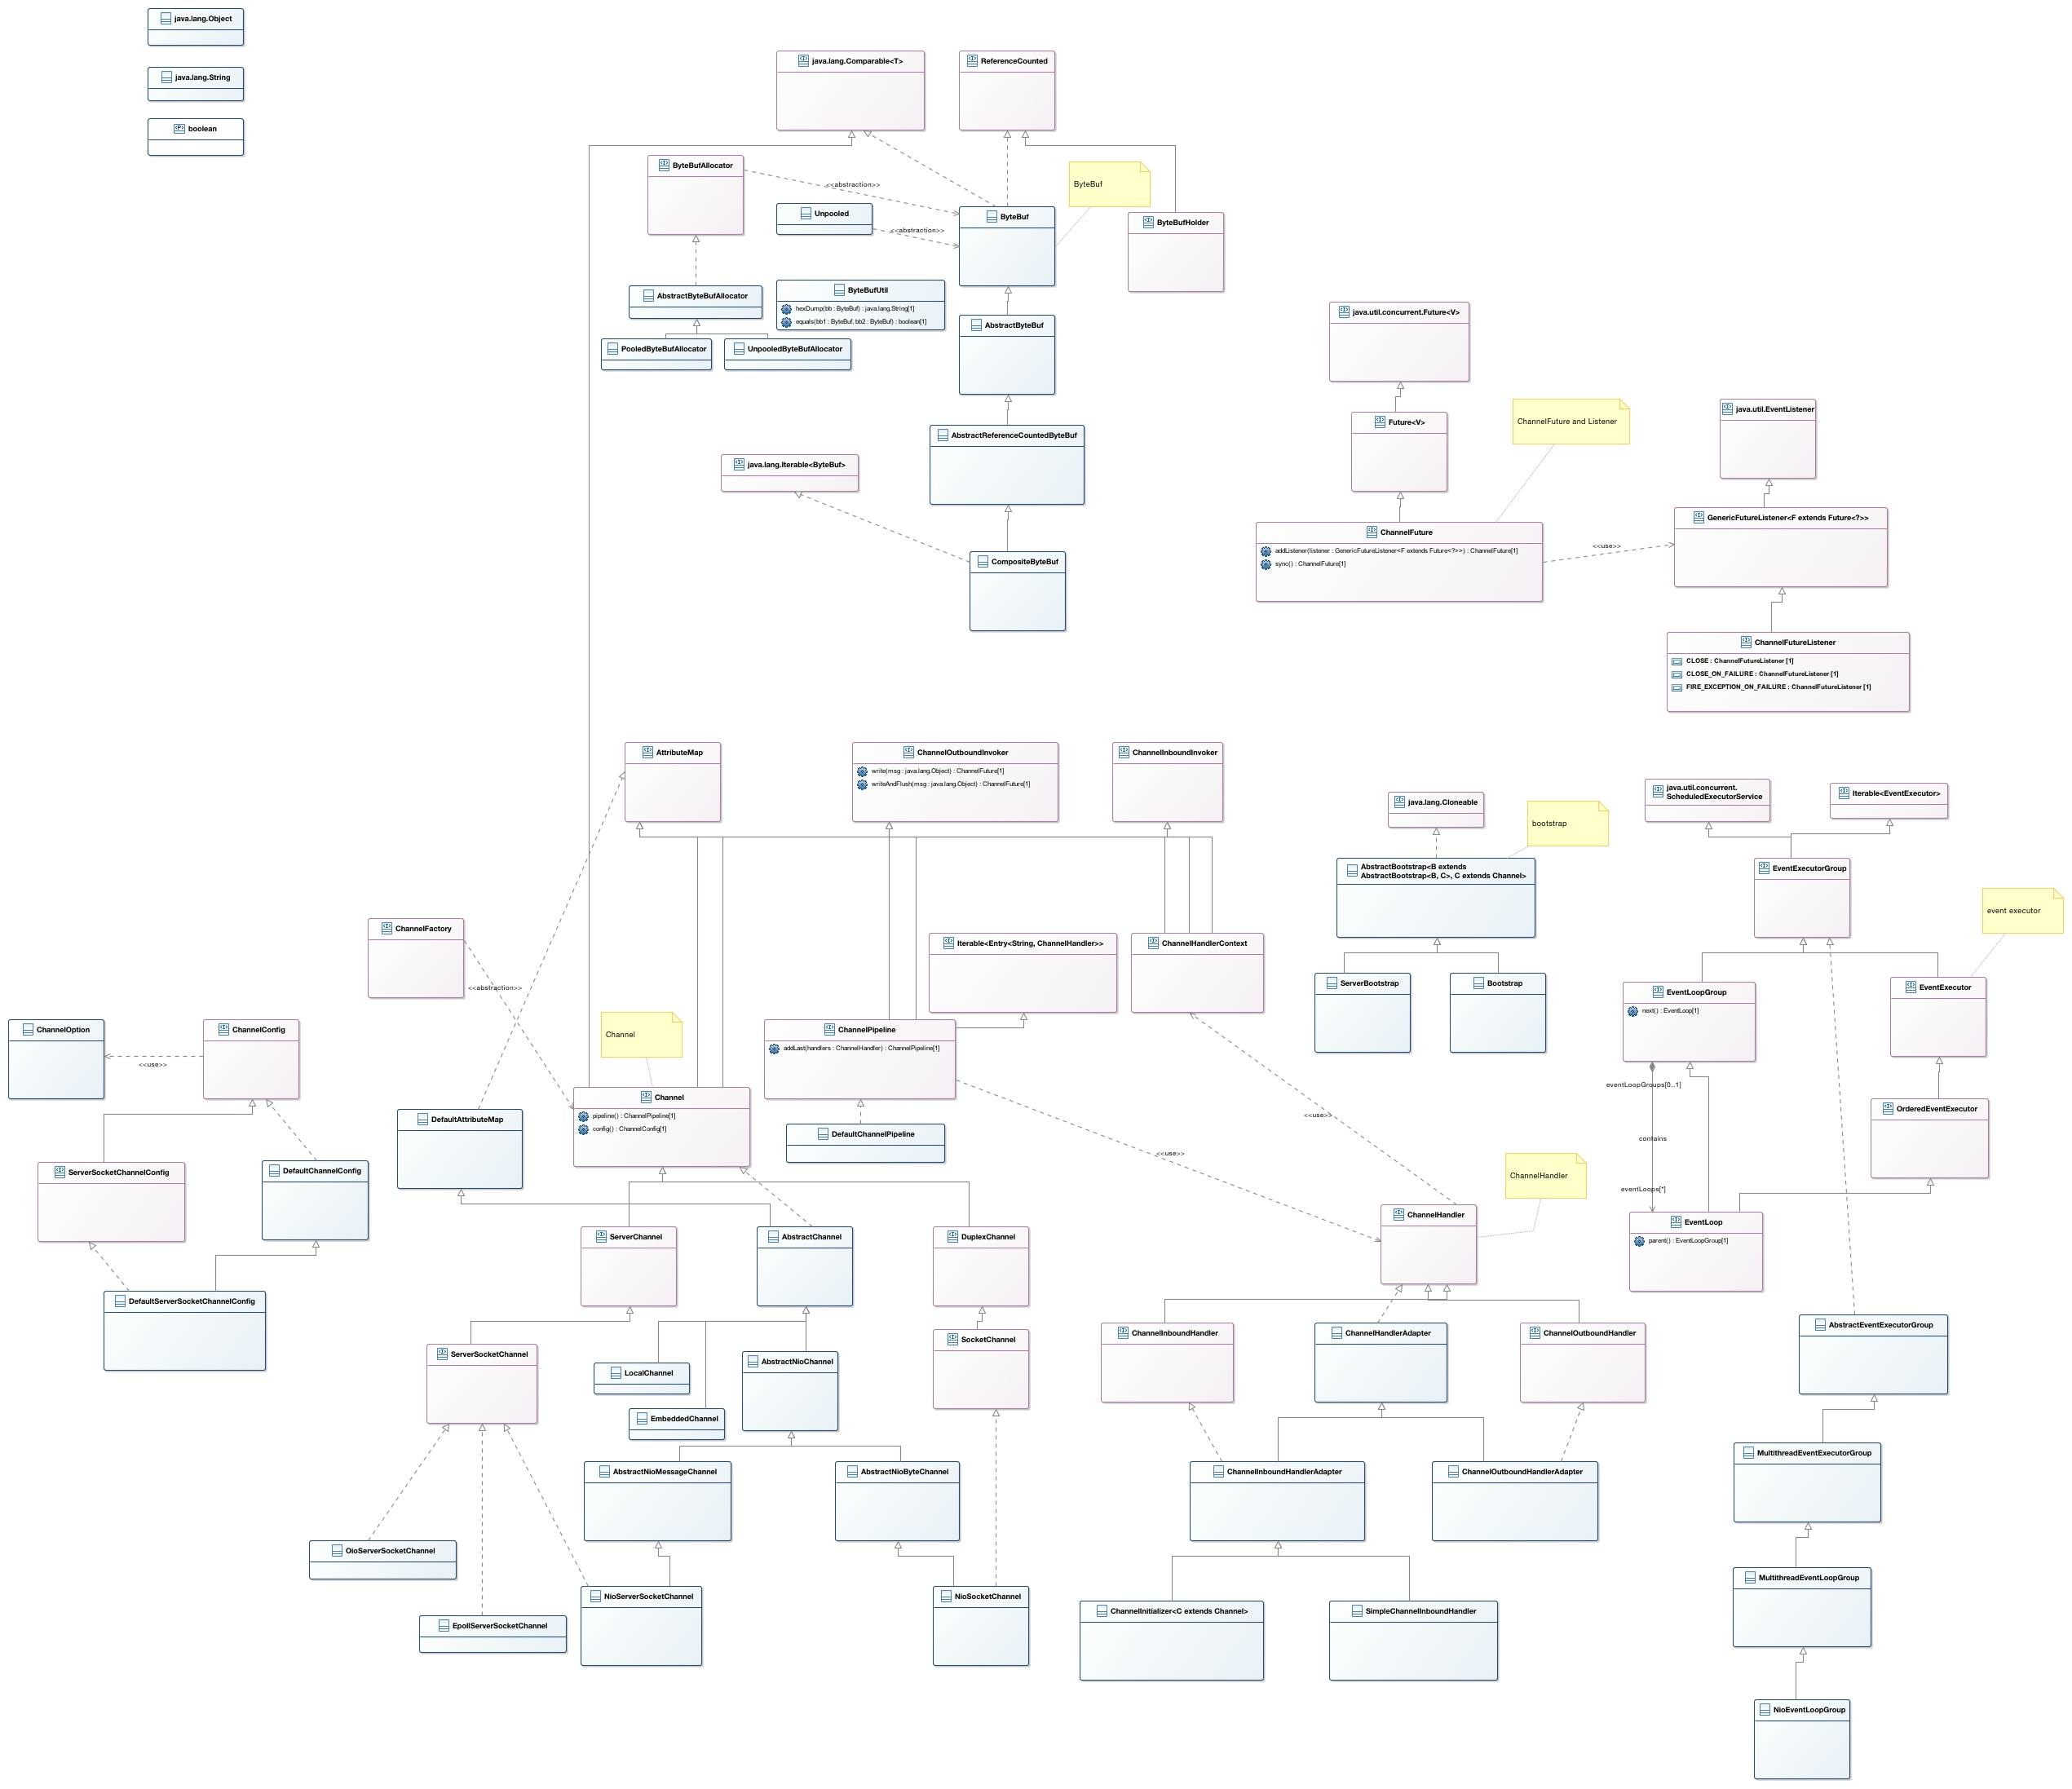 java.lang.Object
java.lang.String
boolean
java.lang.Comparable<T>
ReferenceCounted
ByteBufAllocator
<<abstraction>>
ByteBuf
Unpooled
<<abstraction>>
ByteBuf
ByteBufHolder
AbstractByteBufAllocator
ByteBufUtil
hexDump(bb : ByteBuf) : java.lang.String[1]
equals(bb1 : ByteBuf, bb2 : ByteBuf) : boolean[1]
PooledByteBufAllocator
UnpooledByteBufAllocator
AbstractByteBuf
java.util.concurrent.Future<V>
Future<V>
ChannelFuture and Listener
java.util.EventListener
AbstractReferenceCountedByteBuf
java.lang.Iterable<ByteBuf>
CompositeByteBuf
ChannelFuture
addListener(listener : GenericFutureListener<F extends Future<?>>) : ChannelFuture[1]
sync() : ChannelFuture[1]
<<use>>
GenericFutureListener<F extends Future<?>>
ChannelFutureListener
CLOSE : ChannelFutureListener [1]
CLOSE_ON_FAILURE : ChannelFutureListener [1]
FIRE_EXCEPTION_ON_FAILURE : ChannelFutureListener [1]
AttributeMap
ChannelOutboundInvoker
write(msg : java.lang.Object) : ChannelFuture[1]
writeAndFlush(msg : java.lang.Object) : ChannelFuture[1]
ChannelInboundInvoker
java.lang.Cloneable
bootstrap
java.util.concurrent.
ScheduledExecutorService
Iterable<EventExecutor>
AbstractBootstrap<B extends
AbstractBootstrap<B, C>, C extends Channel>
EventExecutorGroup
event executor
ChannelFactory
<<abstraction>>
Iterable<Entry<String, ChannelHandler>>
ChannelHandlerContext
ServerBootstrap
Bootstrap
EventLoopGroup
next() : EventLoop[1]
EventExecutor
ChannelOption
<<use>>
ChannelConfig
Channel
ChannelPipeline
addLast(handlers : ChannelHandler) : ChannelPipeline[1]
Channel
pipeline() : ChannelPipeline[1]
config() : ChannelConfig[1]
DefaultAttributeMap
DefaultChannelPipeline
<<use>>
<<use>>
eventLoopGroups[0..1]
contains
eventLoops[*]
OrderedEventExecutor
ServerSocketChannelConfig
DefaultChannelConfig
ChannelHandler
ChannelHandler
EventLoop
parent() : EventLoopGroup[1]
ServerChannel
AbstractChannel
DuplexChannel
DefaultServerSocketChannelConfig
ServerSocketChannel
LocalChannel
AbstractNioChannel
SocketChannel
ChannelInboundHandler
ChannelHandlerAdapter
ChannelOutboundHandler
AbstractEventExecutorGroup
EmbeddedChannel
AbstractNioMessageChannel
AbstractNioByteChannel
ChannelInboundHandlerAdapter
ChannelOutboundHandlerAdapter
MultithreadEventExecutorGroup
OioServerSocketChannel
EpollServerSocketChannel
NioServerSocketChannel
NioSocketChannel
ChannelInitializer<C extends Channel>
SimpleChannelInboundHandler
MultithreadEventLoopGroup
NioEventLoopGroup